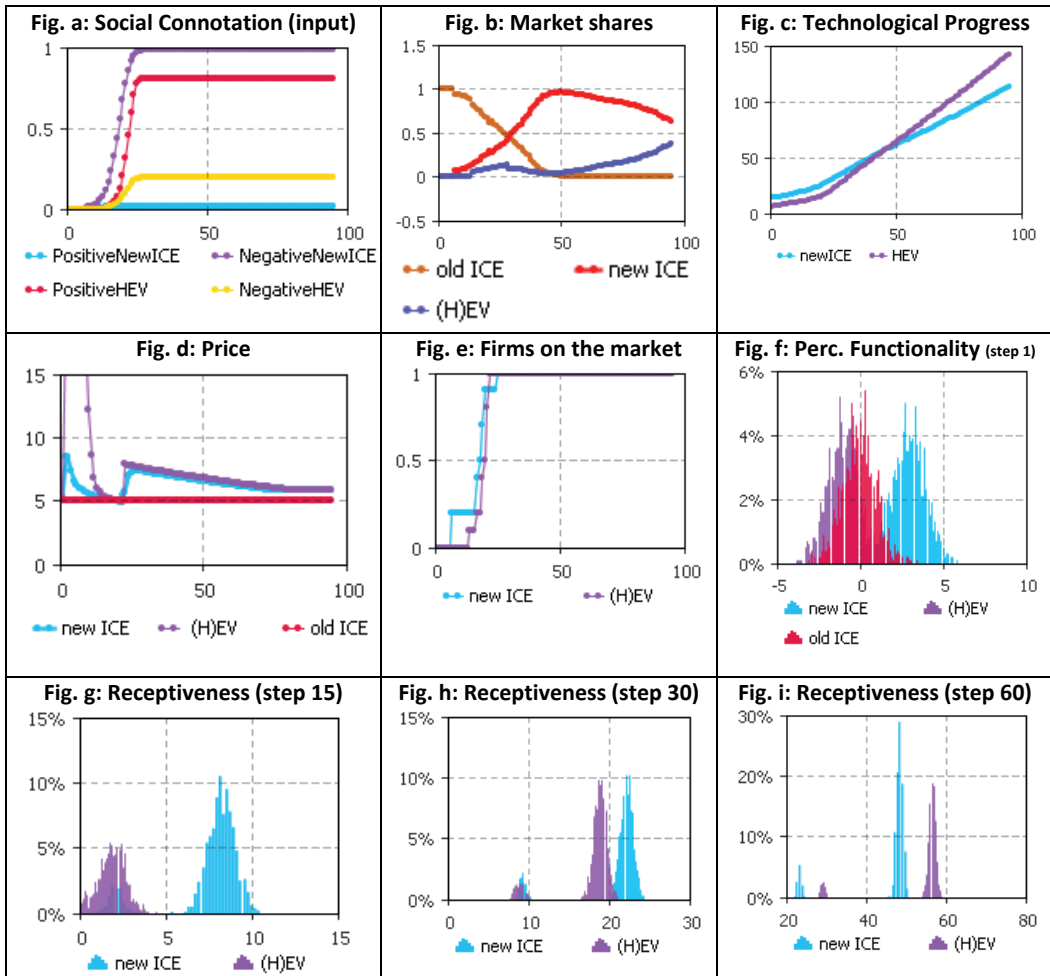 Fig. a: Social Connotation (input)
1
0.5
0
0 50 100
PositiveNewICE NegativeNewICE
PositiveHEV NegativeHEV
Fig. b: Market shares
1.5
1
0.5
0
-0.5
0 50 100
old ICE new ICE
(H)EV
Fig. c: Technological Progress
150
100
50
0
0 50 100
newICE HEV
Fig. d: Price
15
10
5
0
0 50 100
new ICE (H)EV old ICE
Fig. e: Firms on the market
1
0.5
0
0 50 100
new ICE (H)EV
Fig. f: Perc. Functionality (step 1)
6%
4%
2%
0%
-5 0 5 10
new ICE (H)EV
old ICE
Fig. g: Receptiveness (step 15)
15%
10%
5%
0%
0 5 10 15
new ICE (H)EV
Fig. h: Receptiveness (step 30)
15%
10%
5%
0%
0 10 20 30
new ICE (H)EV
Fig. i: Receptiveness (step 60)
30%
20%
10%
0%
20 40 60 80
new ICE (H)EV